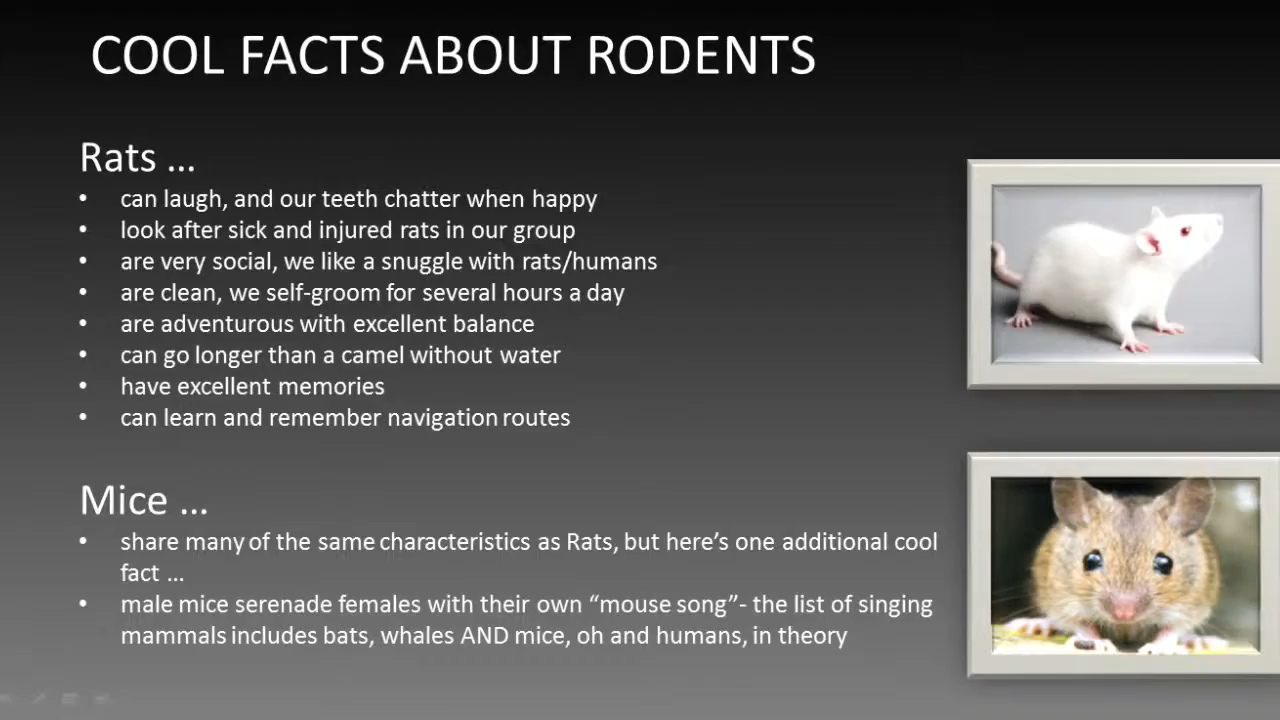 COOL FACTS ABOUT RODENTS
Rats …
• can laugh, and our teeth chatter when happy
• look after sick and injured rats in our group
• are very social, we like a snuggle with rats/humans
• are clean, we self-groom for several hours a day
• are adventurous with excellent balance
• can go longer than a camel without water
• have excellent memories
• can learn and remember navigation routes
Mice …
• share many of the same characteristics as Rats, but here’s one additional cool
fact …
• male mice serenade females with their own “mouse song”- the list of singing
mammals includes bats, whales AND mice, oh and humans, in theory